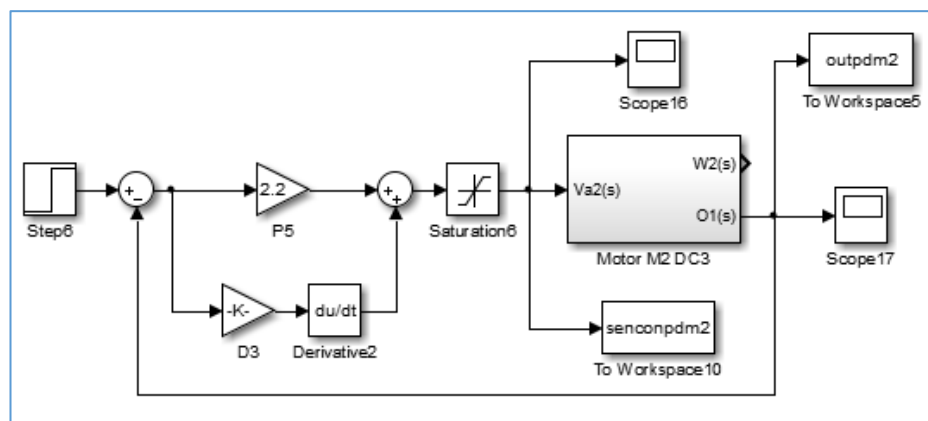 outpdm2
Scope16
To Workspace5
W2(s)
2.2
Va2(s)
O1(s)
Step6
P5
Saturation6
Motor M2 DC3
Scope17
-K-
du/dt
senconpdm2
D3
Derivative2
To Workspace10